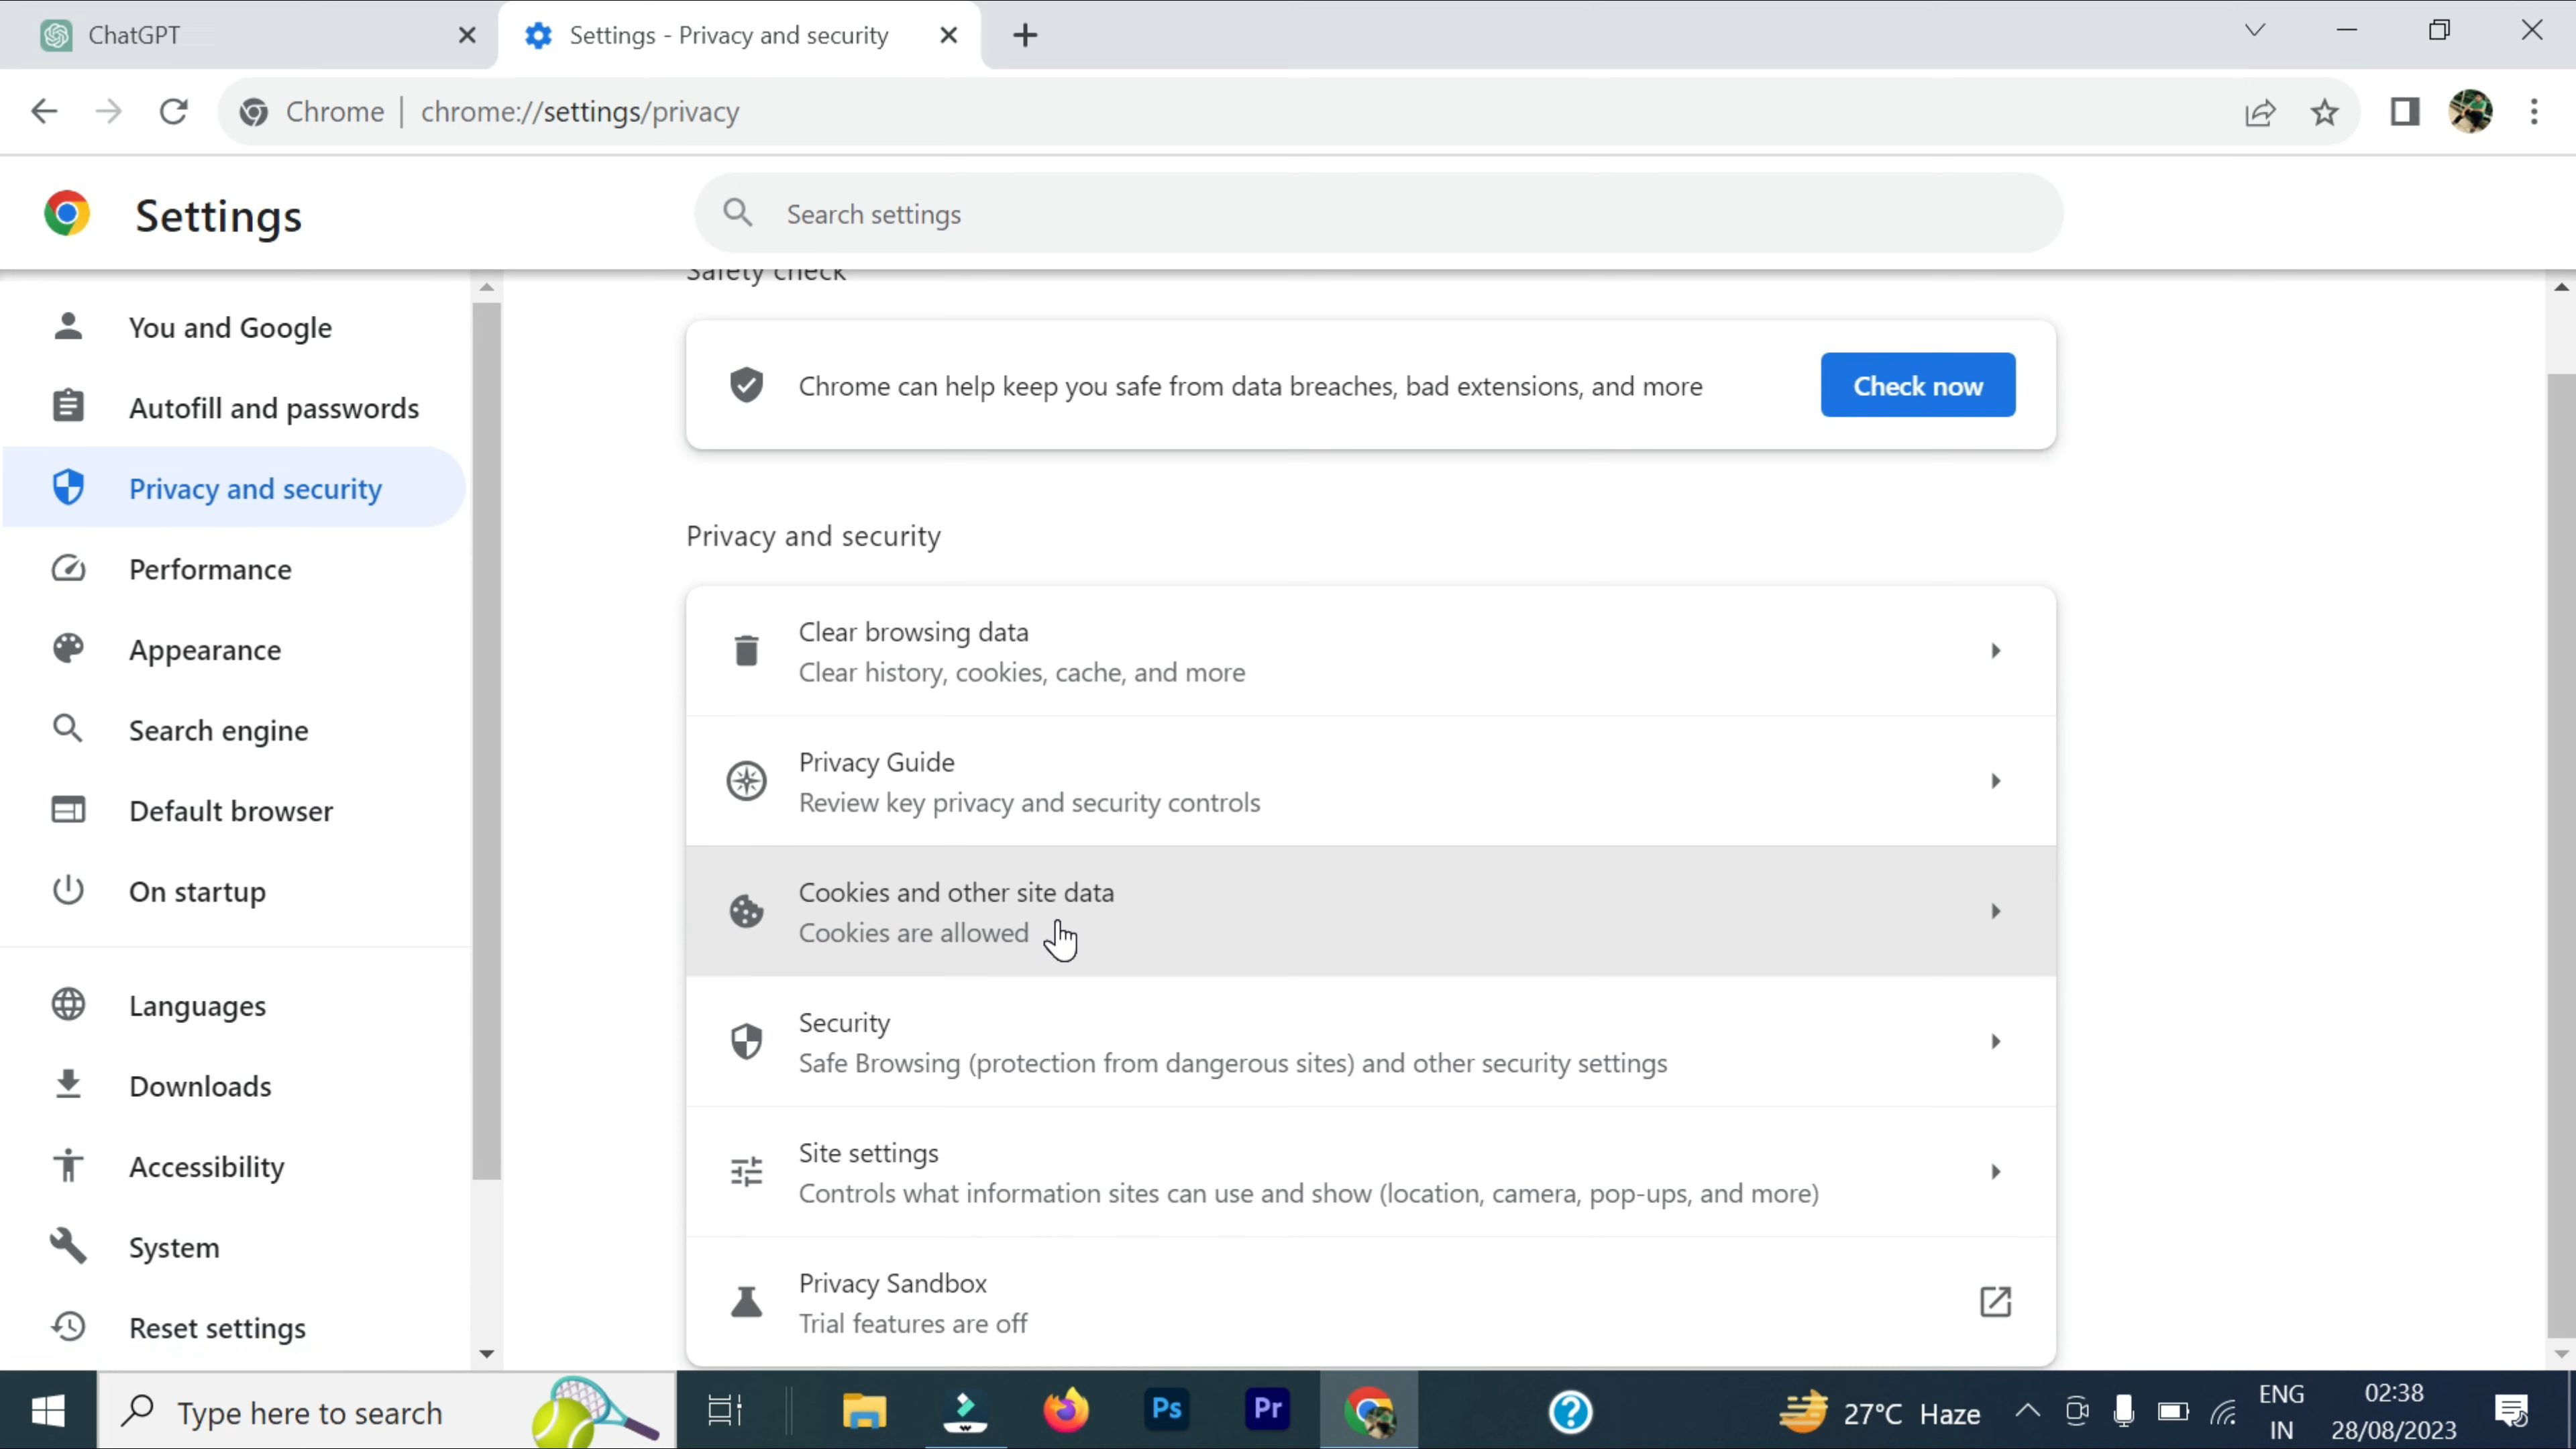 ChatGPT
Settings - Privacy and security
Chrome
chrome://settings/privacy
Settings
Search settings
Safety check
You and Google
Autofill and passwords
Privacy and security
Performance
Appearance
Search engine
Default browser
On startup
Languages
Downloads
Accessibility
System
Reset settings
Chrome can help keep you safe from data breaches, bad extensions, and more
Check now
Privacy and security
Clear browsing data
Clear history, cookies, cache, and more
Privacy Guide
Review key privacy and security controls
Cookies and other site data
Cookies are allowed
Security
Safe Browsing (protection from dangerous sites) and other security settings
Site settings
Controls what information sites can use and show (location, camera, pop-ups, and more)
Privacy Sandbox
Trial features are off
Type here to search
Ps
Pr
27°C Haze
ENG
IN
02:38
28/08/2023